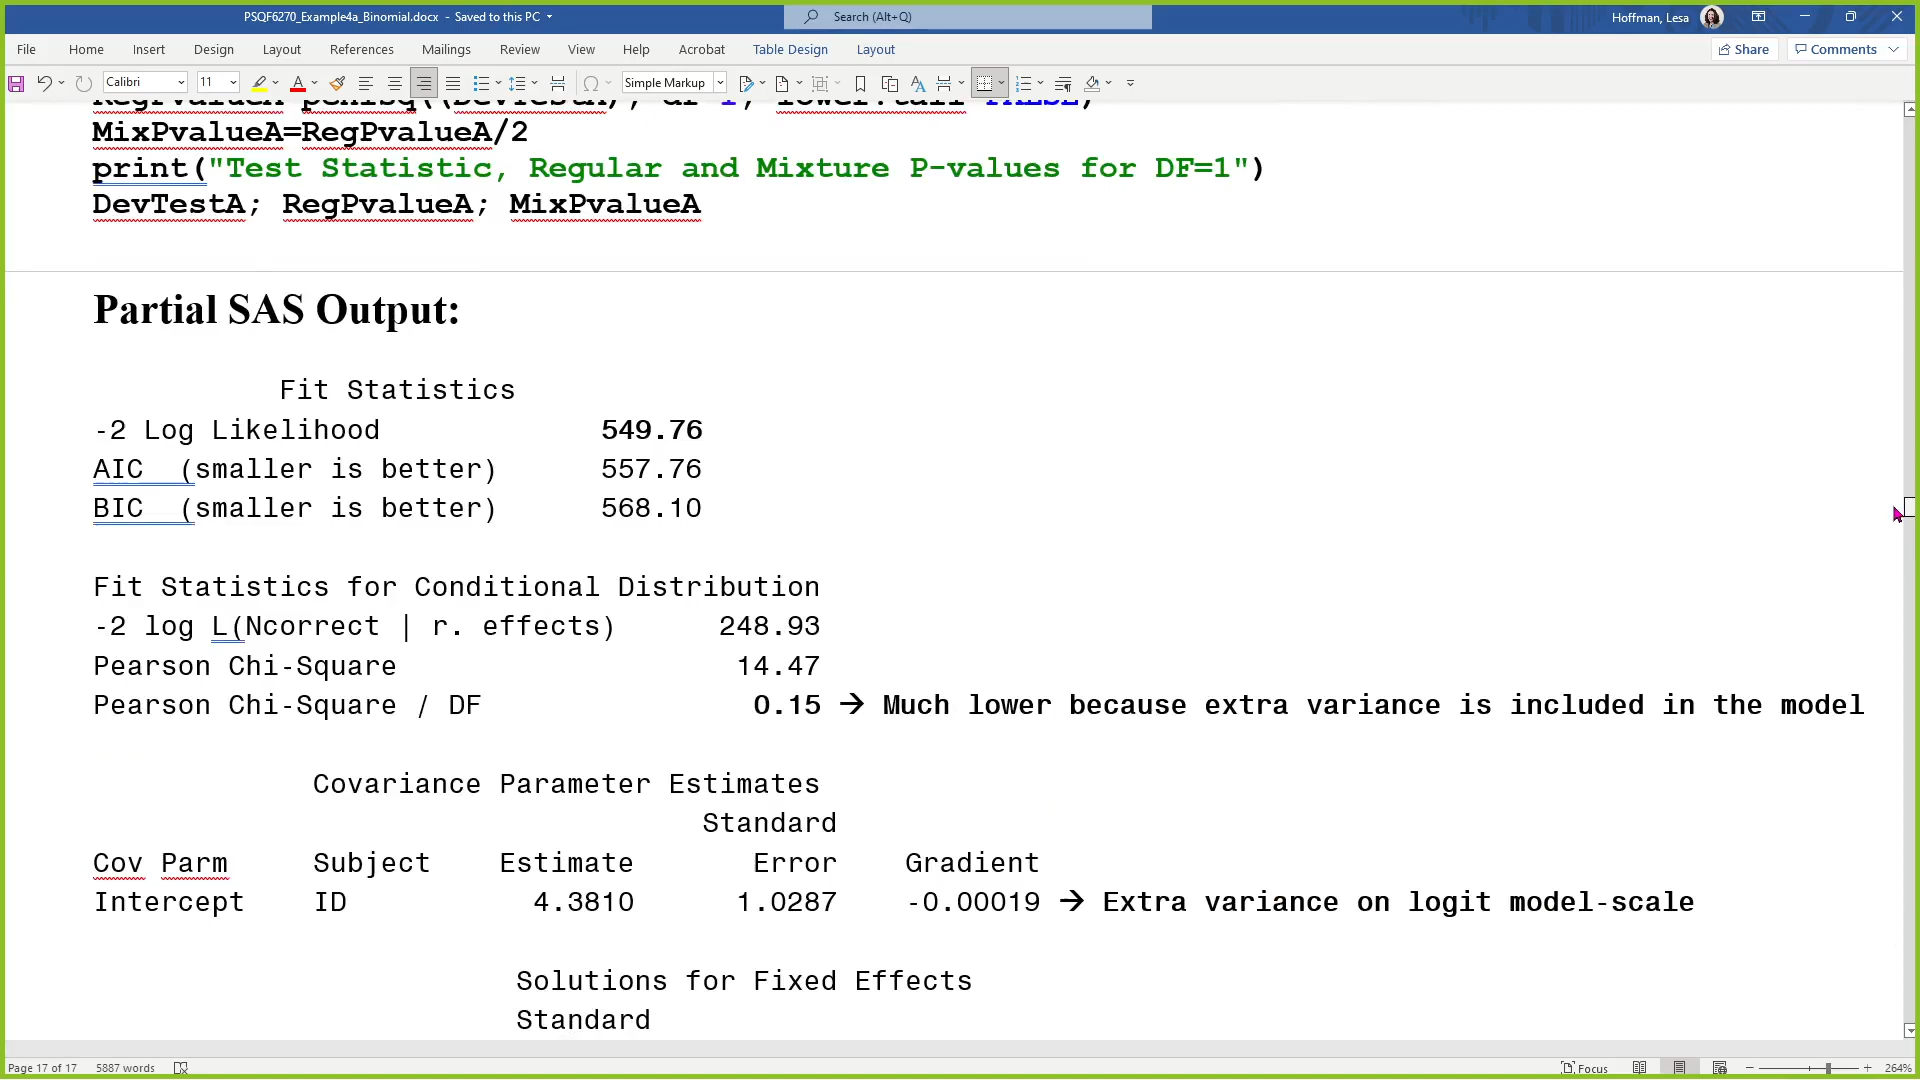 PSQF6270_Example4a_Binomial.docx - Saved to this PC
Search (Alt+Q)
Hoffman, Lesa
File Home Insert Design Layout References Mailings Review View Help Acrobat Table Design Layout
Share Comments
Calibri 11 Simple Markup
MixPvalueA=RegPvalueA/2
print("Test Statistic, Regular and Mixture P-values for DF=1")
DevTestA; RegPvalueA; MixPvalueA
Partial SAS Output:
Fit Statistics
-2 Log Likelihood 549.76
AIC (smaller is better) 557.76
BIC (smaller is better) 568.10
Fit Statistics for Conditional Distribution
-2 log L(Ncorrect | r. effects) 248.93
Pearson Chi-Square 14.47
Pearson Chi-Square / DF 0.15 → Much lower because extra variance is included in the model
Covariance Parameter Estimates
Standard
Cov Parm Subject Estimate Error Gradient
Intercept ID 4.3810 1.0287 -0.00019 → Extra variance on logit model-scale
Solutions for Fixed Effects
Standard
Page 17 of 17 5887 words
Focus
264%